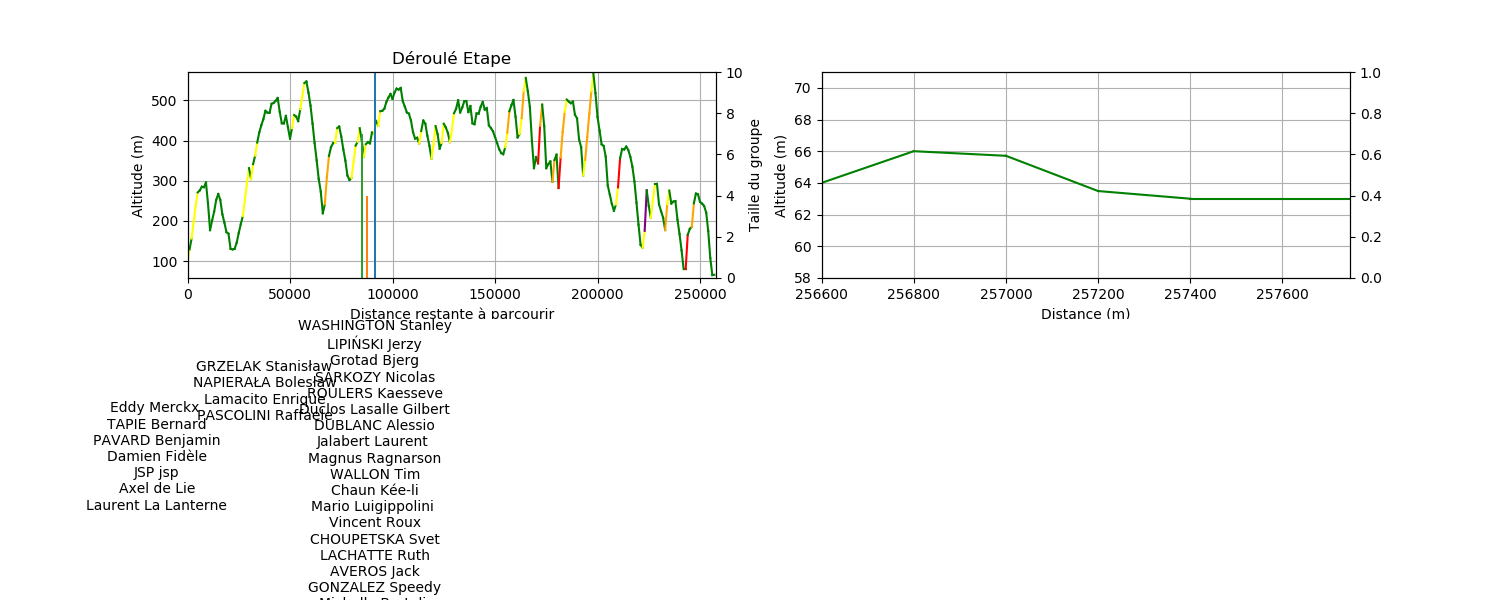 Déroulé Etape
Altitude (m)
500
400
300
200
100
0
50000
100000
150000
200000
250000
Distance restante à parcourir
10
8
6
4
2
0
Taille du groupe
Altitude (m)
70
68
66
64
62
60
58
256600
256800
257000
257200
257400
257600
Distance (m)
1.0
0.8
0.6
0.4
0.2
0.0
Eddy Merckx
TAPIE Bernard
PAVARD Benjamin
Damien Fidèle
JSP jsp
Axel de Lie
Laurent La Lanterne
GRZELAK Stanisław
NAPIERAŁA Bolesław
Lamacito Enrique
PASCOLINI Raffaele
WASHINGTON Stanley
LIPIŃSKI Jerzy
Grotad Bjerg
SARKOZY Nicolas
ROULERS Kaesseve
Duclos Lasalle Gilbert
DUBLANC Alessio
Jalabert Laurent
Magnus Ragnarson
WALLON Tim
Chaun Kée-li
Mario Luigippolini
Vincent Roux
CHOUPETSKA Svet
LACHATTE Ruth
AVEROS Jack
GONZALEZ Speedy